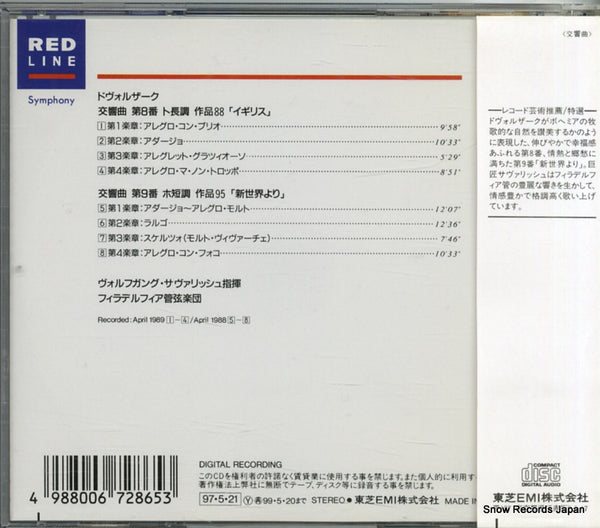 RED
LINE
Symphony
ドヴォルザーク
交響曲 第8番 ト長調 作品88「イギリス」
1 第1楽章:アレグロ・コン・ブリオ 9'58"
2 第2楽章:アダージョ 10'33"
3 第3楽章:アレグレット・グラツィオーソ 5'29"
4 第4楽章:アレグロ・マ・ノン・トロッポ 8'51"
交響曲 第9番 ホ短調 作品95「新世界より」
5 第1楽章:アダージョ〜アレグロ・モルト 12'07"
6 第2楽章:ラルゴ 12'36"
7 第3楽章:スケルツォ(モルト・ヴィヴァーチェ) 7'46"
8 第4楽章:アレグロ・コン・フォコ 10'33"
ヴォルフガング・サヴァリッシュ指揮
フィラデルフィア管弦楽団
Recorded: April 1989 1〜4 / April 1988 5〜8
DIGITAL RECORDING
このCDを権利者の許諾なく賃貸業に使用する事を禁じます。また個人的に利用す
著作権法上弊社に無断でテープ、ディスク等に録音する事を禁じます。
97・5・21 Ⓨ 再99・5・20まで STEREO ● 東芝EMI株式会社 MADE IN
4 988006 728653
〈交響曲〉
―レコード芸術推薦/特選―
ドヴォルザークがボヘミアの牧
歌的な自然を讃美するかのように
表現した、伸びやかで幸福感
あふれる第8番、情熱と郷愁に
満ちた第9番「新世界より」。巨
匠サヴァリッシュはフィラデルフ
ィア管の豊麗な響きを生かして、
情感豊かで格調高く歌い上げ
ています。
COMPACT
disc
DIGITAL AUDIO
東芝EMI株式会社
Snow Records Japan